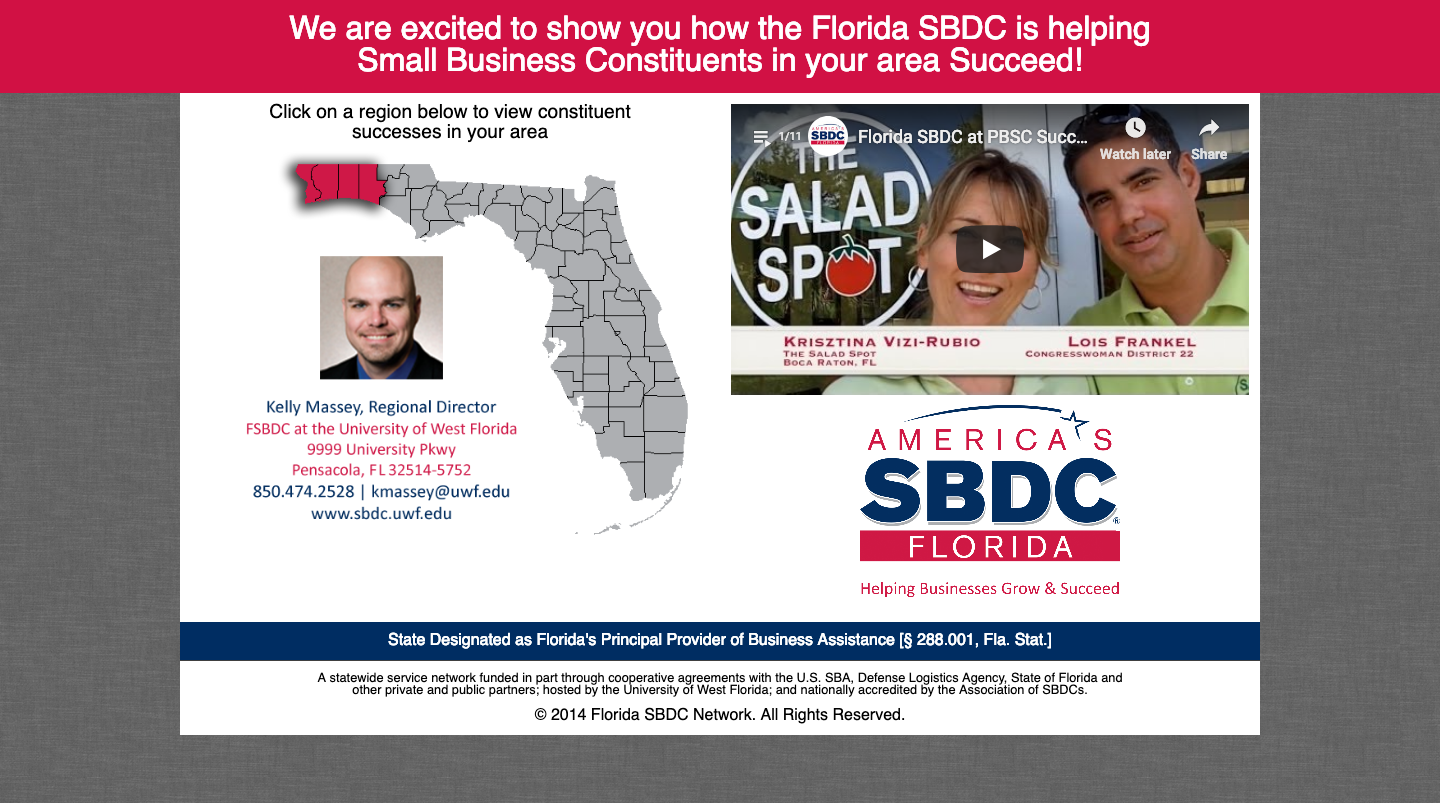 We are excited to show you how the Florida SBDC is helping
Small Business Constituents in your area Succeed!
Click on a region below to view constituent
successes in your area
Kelly Massey, Regional Director
FSBDC at the University of West Florida
9999 University Pkwy
Pensacola, FL 32514-5752
850.474.2528 | kmassey@uwf.edu
www.sbdc.uwf.edu
1/11
AMERICA'S
SBDC
FLORIDA
Florida SBDC at PBSC Succ...
Watch later
Share
THE
SALAD
SPOT
Krisztina Vizi-Rubio
The Salad Spot
Boca Raton, FL
Lois Frankel
Congresswoman District 22
AMERICA'S
SBDC®
FLORIDA
Helping Businesses Grow & Succeed
State Designated as Florida's Principal Provider of Business Assistance [§ 288.001, Fla. Stat.]
A statewide service network funded in part through cooperative agreements with the U.S. SBA, Defense Logistics Agency, State of Florida and
other private and public partners; hosted by the University of West Florida; and nationally accredited by the Association of SBDCs.
© 2014 Florida SBDC Network. All Rights Reserved.